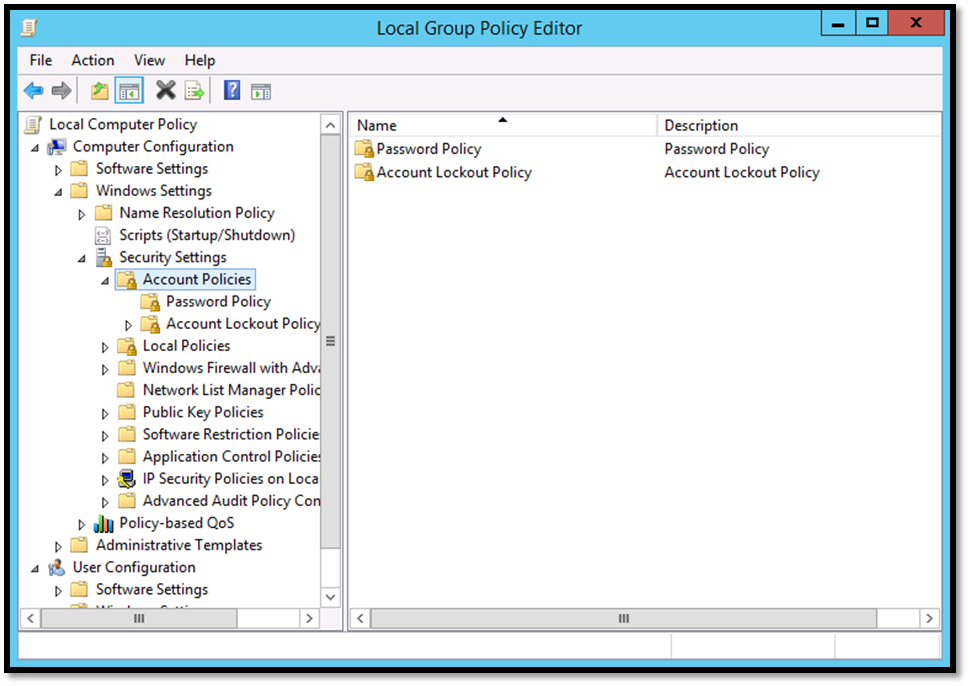 Local Group Policy Editor
File Action View Help
Local Computer Policy
Computer Configuration
Software Settings
Windows Settings
Name Resolution Policy
Scripts (Startup/Shutdown)
Security Settings
Account Policies
Password Policy
Account Lockout Policy
Local Policies
Windows Firewall with Adva
Network List Manager Polic
Public Key Policies
Software Restriction Policie
Application Control Policies
IP Security Policies on Loca
Advanced Audit Policy Con
Policy-based QoS
Administrative Templates
User Configuration
Software Settings
Name Description
Password Policy Password Policy
Account Lockout Policy Account Lockout Policy